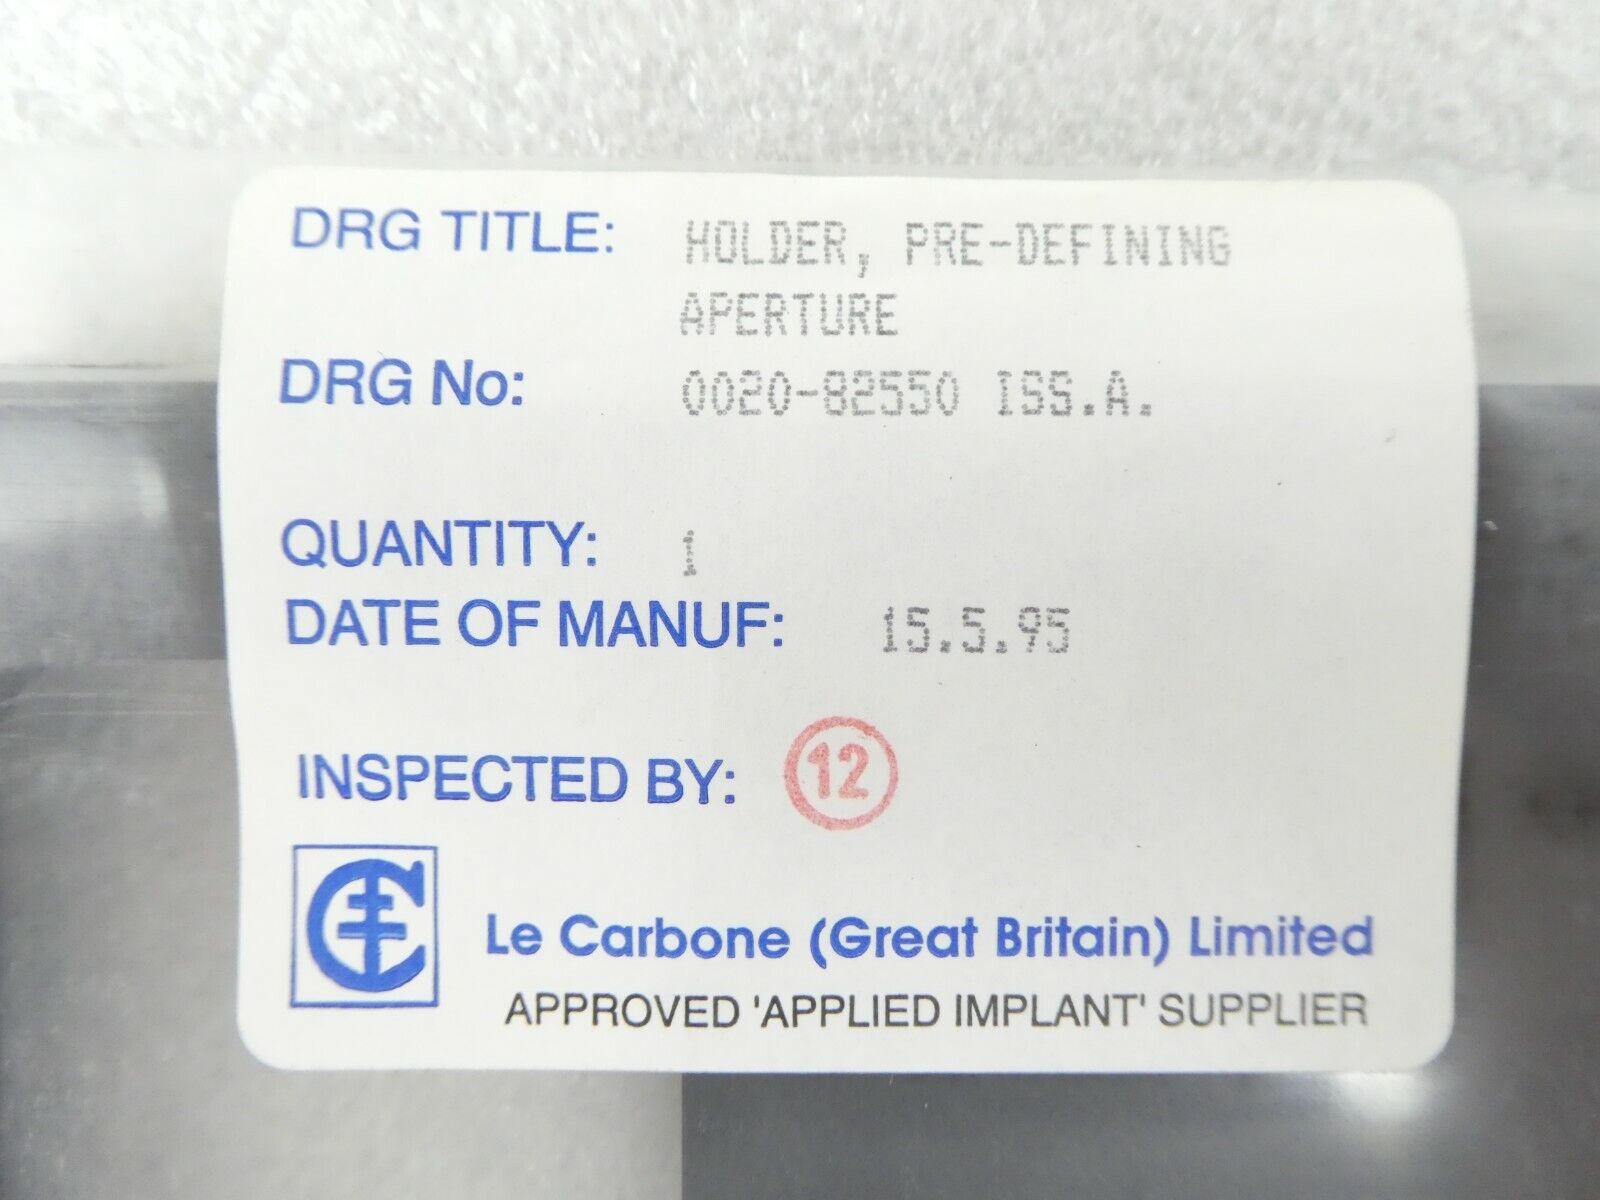 DRG TITLE: HOLDER, PRE-DEFINING
APERTURE
DRG No: 0020-82550 ISS.A.
QUANTITY: 1
DATE OF MANUF: 15.5.95
INSPECTED BY: 12
Le Carbone (Great Britain) Limited
APPROVED 'APPLIED IMPLANT' SUPPLIER